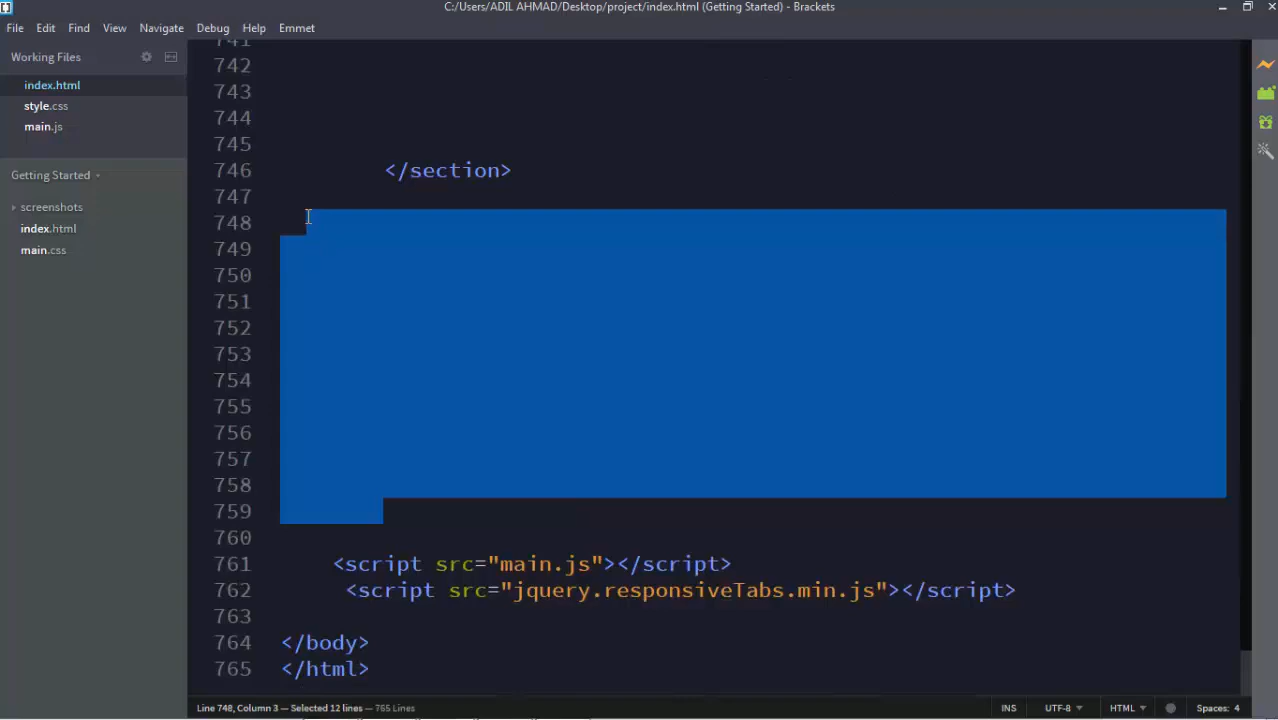 C:/Users/ADIL AHMAD/Desktop/project/index.html (Getting Started) - Brackets
File Edit Find View Navigate Debug Help Emmet
Working Files
index.html
style.css
main.js
Getting Started
screenshots
index.html
main.css
741
742
743
744
745
746 </section>
747
748
749
750
751
752
753
754
755
756
757
758
759
760
761 <script src="main.js"></script>
762 <script src="jquery.responsiveTabs.min.js"></script>
763
764 </body>
765 </html>
Line 748, Column 3 — Selected 12 lines — 765 Lines
INS UTF-8 HTML Spaces: 4